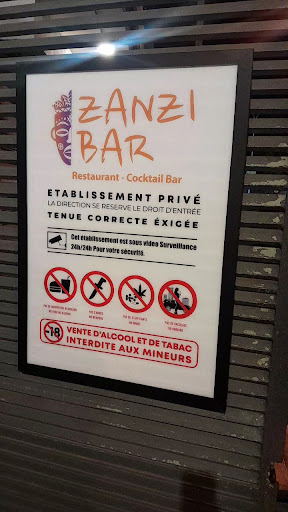 ZANZI
BAR
Restaurant - Cocktail Bar
ETABLISSEMENT PRIVÉ
LA DIRECTION SE RESERVE LE DROIT D'ENTRÉE
TENUE CORRECTE ÉXIGÉE
Cet établissement est sous video Surveillance
24h/24h Pour votre sécurité.
-18
VENTE D'ALCOOL ET DE TABAC
INTERDITE AUX MINEURS